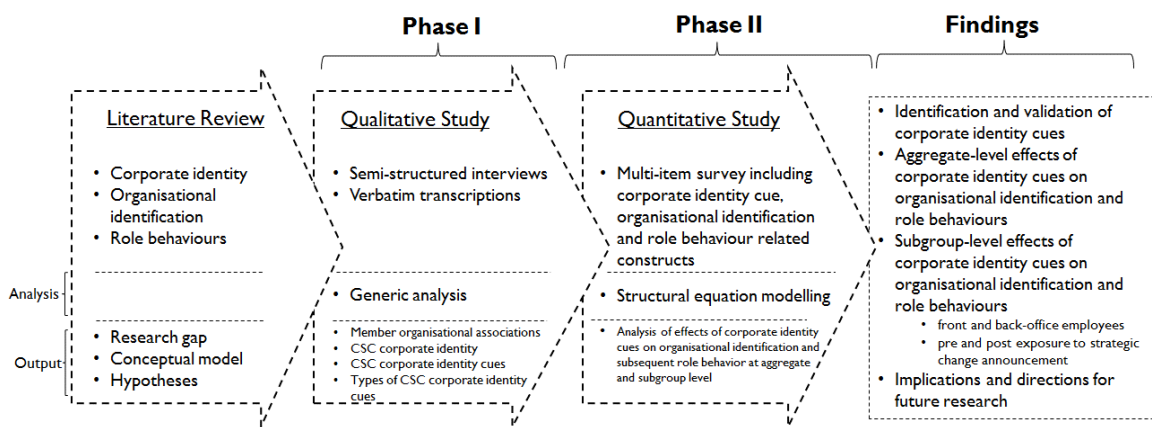 Phase I
Phase II
Findings
Literature Review
• Corporate identity
• Organisational
identification
• Role behaviours
Analysis
Output
• Research gap
• Conceptual model
• Hypotheses
Qualitative Study
• Semi-structured interviews
• Verbatim transcriptions
• Generic analysis
• Member organisational associations
• CSC corporate identity
• CSC corporate identity cues
• Types of CSC corporate identity
cues
Quantitative Study
• Multi-item survey including
corporate identity cue,
organisational identification
and role behaviour related
constructs
• Structural equation modelling
• Analysis of effects of corporate identity
cues on organisational identification and
subsequent role behavior at aggregate
and subgroup level
• Identification and validation of
corporate identity cues
• Aggregate-level effects of
corporate identity cues on
organisational identification and
role behaviours
• Subgroup-level effects of
corporate identity cues on
organisational identification and
role behaviours
• front and back-office employees
• pre and post exposure to strategic
change announcement
• Implications and directions for
future research